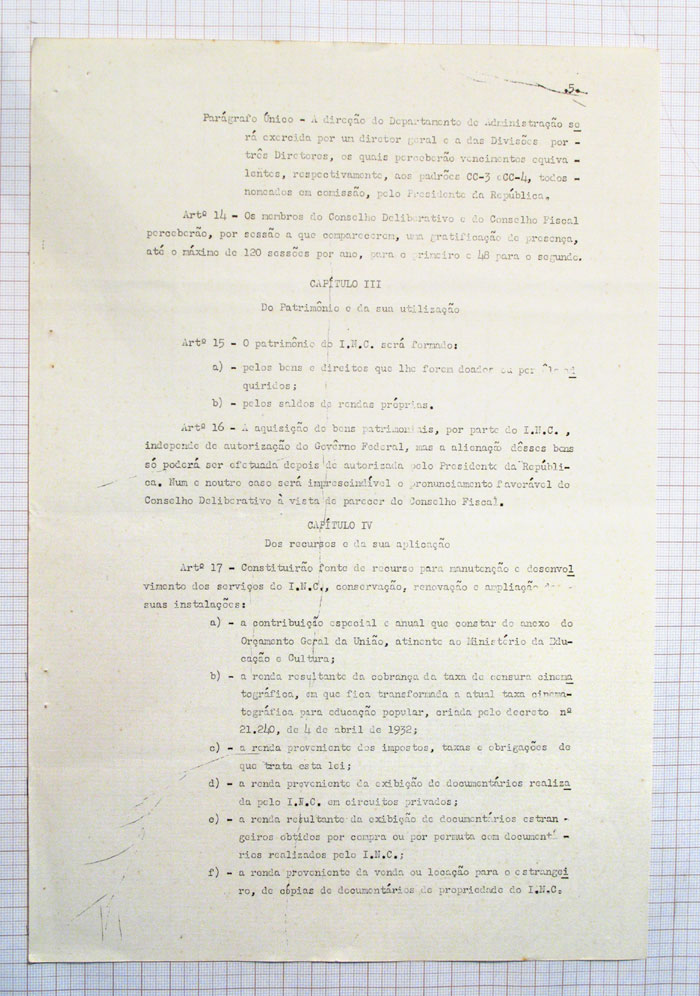 .5.
Parágrafo Único - A direção do Departamento de Administração se
rá exercida por um diretor geral e a das Divisões por -
três Diretores, os quais perceberão vencimentos equiva -
lentes, respectivamente, aos padrões CC-3 eCC-4, todos -
nomeados em comissão, pelo Presidente da República.
Artº 14 - Os membros do Conselho Deliberativo e do Conselho Fiscal
perceberão, por sessão a que comparecerem, uma gratificação de presença,
até o máximo de 120 sessões por ano, para o primeiro e 48 para o segundo.
CAPÍTULO III
Do Patrimônio e da sua utilização
Artº 15 - O patrimônio do I.N.C. será formado:
a) - pelos bens e direitos que lhe forem doados ou por êle ad
quiridos;
b) - pelos saldos de rendas próprias.
Artº 16 - A aquisição de bens patrimoniais, por parte do I.N.C. ,
independe de autorização do Govêrno Federal, mas a alienação dêsses bens
só poderá ser efetuada depois de autorizada pelo Presidente da Repúbli-
ca. Num e noutro caso será imprescindível o pronunciamento favorável do
Conselho Deliberativo à vista de parecer do Conselho Fiscal.
CAPÍTULO IV
Dos recursos e da sua aplicação
Artº 17 - Constituirão fonte de recurso para manutenção e desenvol
vimento dos serviços do I.N.C., conservação, renovação e ampliação
suas instalações:
a) - a contribuição especial e anual que constar do anexo do
Orçamento Geral da União, atinente ao Ministério da Edu-
cação e Cultura;
b) - a renda resultante da cobrança da taxa de censura cinema
tográfica, em que fica transformada a atual taxa cinema-
tográfica para educação popular, criada pelo decreto nº
21.240, de 4 de abril de 1932;
c) - a renda proveniente dos impostos, taxas e obrigações de
que trata esta lei;
d) - a renda proveniente da exibição de documentários realiza
da pelo I.N.C. em circuitos privados;
e) - a renda resultante da exibição de documentários estran -
geiros obtidos por compra ou por permuta com documentá -
rios realizados pelo I.N.C.;
f) - a renda proveniente da venda ou locação para o estrangei
ro, de cópias de documentários de propriedade do I.N.C.